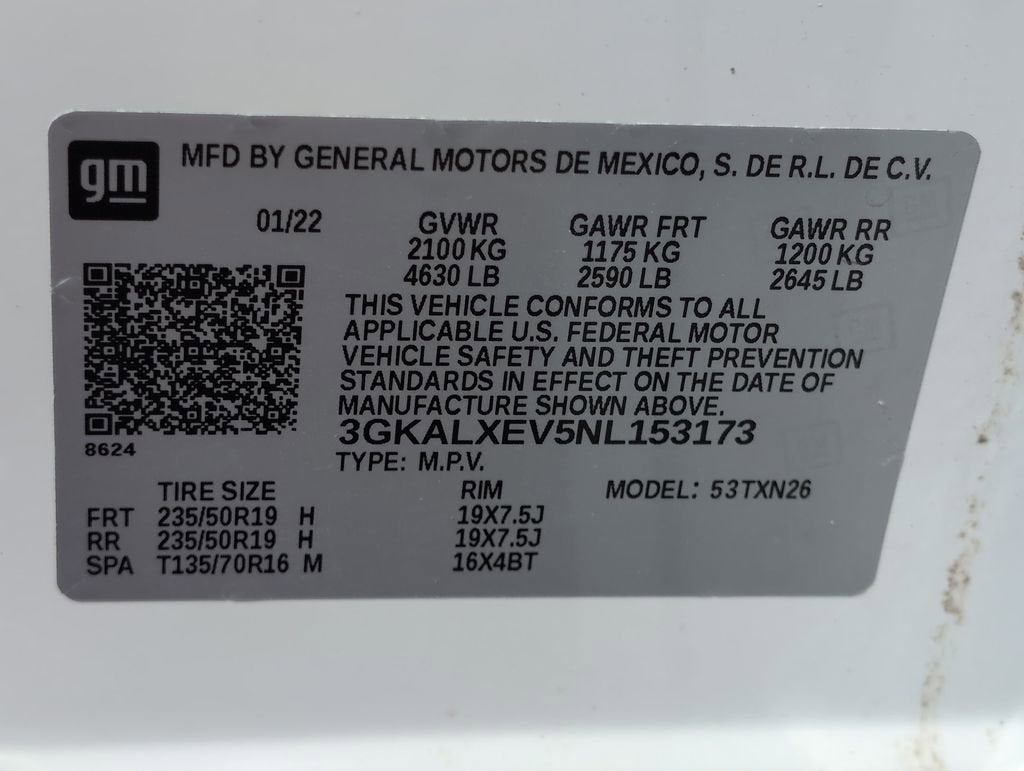 gm
MFD BY GENERAL MOTORS DE MEXICO, S. DE R.L. DE C.V.
01/22 GVWR GAWR FRT GAWR RR
2100 KG 1175 KG 1200 KG
4630 LB 2590 LB 2645 LB
THIS VEHICLE CONFORMS TO ALL
APPLICABLE U.S. FEDERAL MOTOR
VEHICLE SAFETY AND THEFT PREVENTION
STANDARDS IN EFFECT ON THE DATE OF
MANUFACTURE SHOWN ABOVE.
3GKALXEV5NL153173
8624
TYPE: M.P.V.
TIRE SIZE RIM MODEL: 53TXN26
FRT 235/50R19 H 19X7.5J
RR 235/50R19 H 19X7.5J
SPA T135/70R16 M 16X4BT